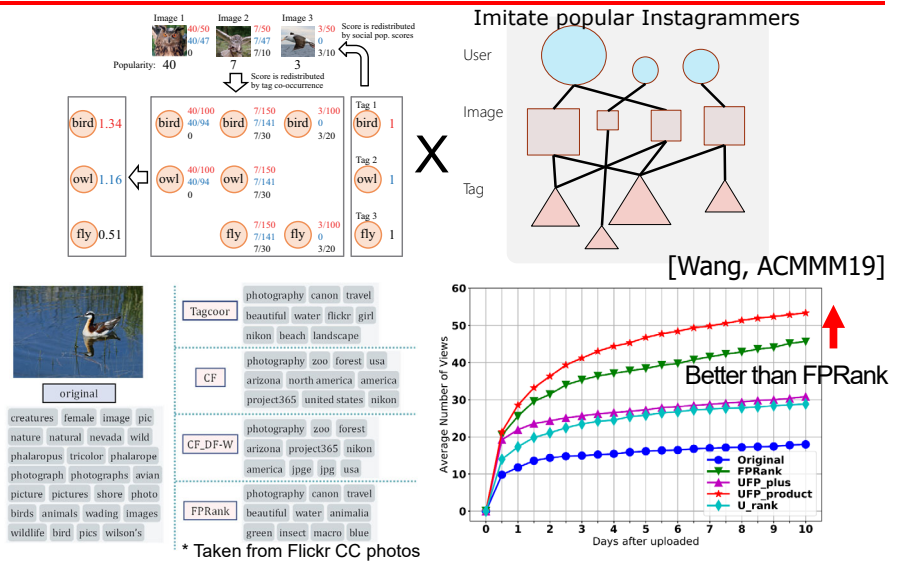 Image 1 Image 2 Image 3
40/50 7/50 3/50
40/47 7/47 0
0 7/10 3/10
Popularity: 40 7 3
Score is redistributed
by social pop. scores
Score is redistributed
by tag co-occurrence
bird 1.34
owl 1.16
fly 0.51
bird 40/100 40/94 0 bird 7/150 7/141 7/30 bird 3/100 0 3/20
owl 40/100 40/94 0 owl 7/150 7/141 7/30
fly 7/150 7/141 7/30 fly 3/100 0 3/20
Tag 1
bird 1
Tag 2
owl 1
Tag 3
fly 1
X
Imitate popular Instagrammers
User
Image
Tag
[Wang, ACMMM19]
original
creatures female image pic
nature natural nevada wild
phalaropus tricolor phalarope
photograph photographs avian
picture pictures shore photo
birds animals wading images
wildlife bird pics wilson's
Tagcoor
photography canon travel
beautiful water flickr girl
nikon beach landscape
CF
photography zoo forest usa
arizona north america america
project365 united states nikon
CF_DF-W
photography zoo forest
arizona project365 nikon
america jpge jpg usa
FPRank
photography canon travel
beautiful water animalia
green insect macro blue
* Taken from Flickr CC photos
Average Number of Views
60
50
40
30
20
10
0
0 1 2 3 4 5 6 7 8 9 10
Days after uploaded
Better than FPRank
Original
FPRank
UFP_plus
UFP_product
U_rank